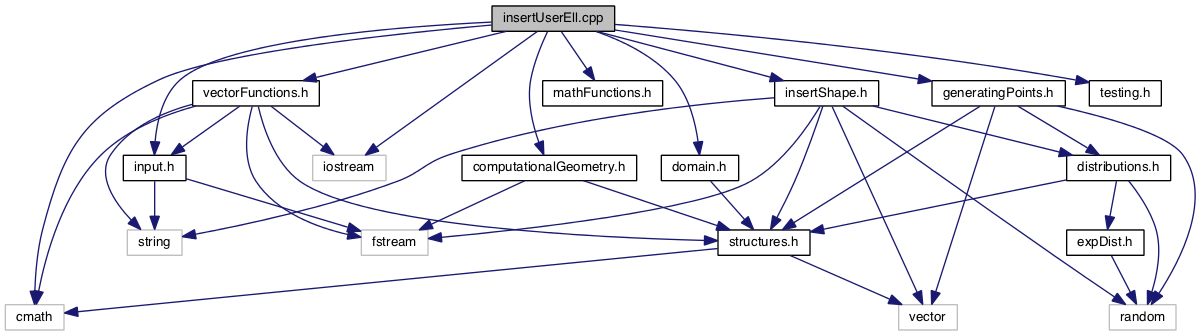 insertUserEll.cpp
vectorFunctions.h
mathFunctions.h
insertShape.h
generatingPoints.h
testing.h
input.h
iostream
computationalGeometry.h
domain.h
distributions.h
string
fstream
structures.h
expDist.h
cmath
vector
random